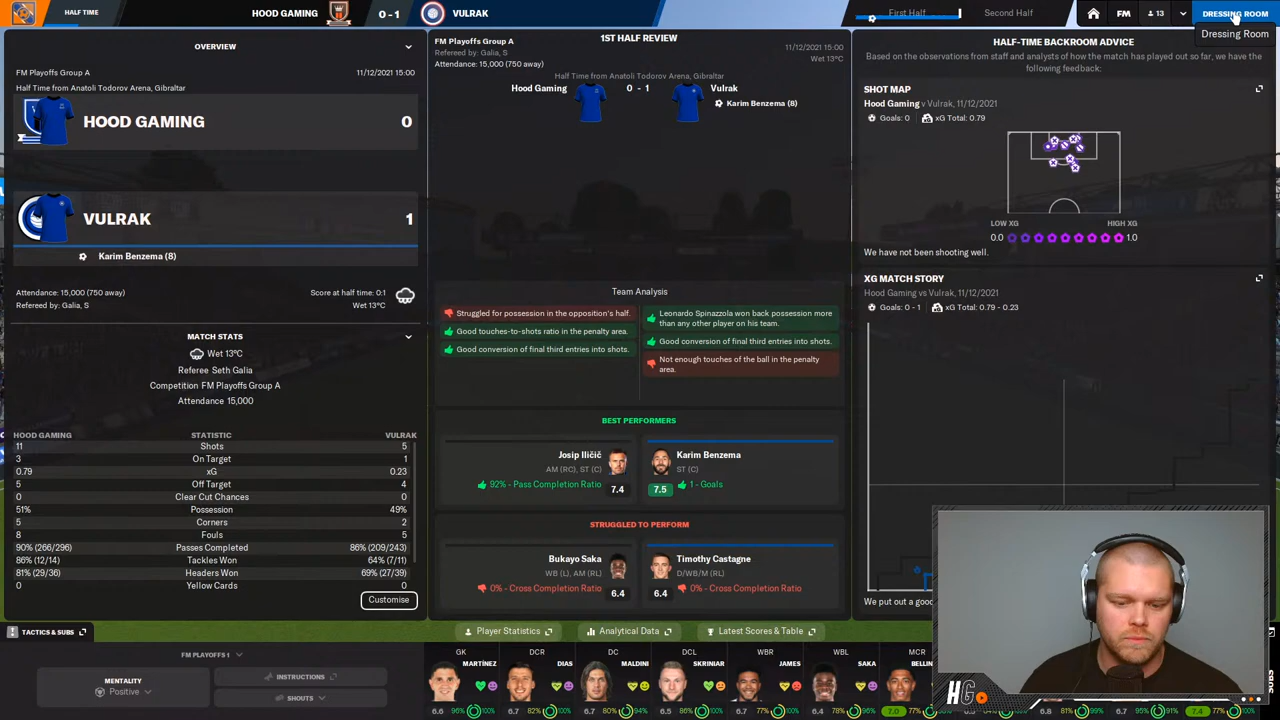 HALF TIME
HOOD GAMING
0 - 1
VULRAK
First Half
Second Half
FM
13
DRESSING ROOM
Dressing Room
OVERVIEW
FM Playoffs Group A
11/12/2021 15:00
Half Time from Anatoli Todorov Arena, Gibraltar
HOOD GAMING
0
VULRAK
1
Karim Benzema (8)
Attendance: 15,000 (750 away)
Score at half time: 0:1
Refereed by: Galia, S
Wet 13°C
MATCH STATS
Wet 13°C
Referee Seth Galia
Competition FM Playoffs Group A
Attendance 15,000
HOOD GAMING STATISTIC VULRAK
11 Shots 5
3 On Target 1
0.79 xG 0.23
5 Off Target 4
0 Clear Cut Chances 0
51% Possession 49%
5 Corners 2
8 Fouls 5
90% (266/296) Passes Completed 86% (209/243)
86% (12/14) Tackles Won 64% (7/11)
81% (29/36) Headers Won 69% (27/39)
0 Yellow Cards 0
Customise
FM Playoffs Group A
1ST HALF REVIEW
Refereed by: Galia, S
11/12/2021 15:00
Attendance: 15,000 (750 away)
Wet 13°C
Half Time from Anatoli Todorov Arena, Gibraltar
Hood Gaming
0 - 1
Vulrak
Karim Benzema (8)
Team Analysis
Struggled for possession in the opposition's half.
Good touches-to-shots ratio in the penalty area.
Good conversion of final third entries into shots.
Leonardo Spinazzola won back possession more
than any other player on his team.
Good conversion of final third entries into shots.
Not enough touches of the ball in the penalty
area.
BEST PERFORMERS
Josip Iličič
AM (RC), ST (C)
92% - Pass Completion Ratio
7.4
Karim Benzema
ST (C)
7.5
1 - Goals
STRUGGLED TO PERFORM
Bukayo Saka
WB (L), AM (RL)
0% - Cross Completion Ratio
6.4
Timothy Castagne
D/WB/M (RL)
6.4
0% - Cross Completion Ratio
Player Statistics
Analytical Data
Latest Scores & Table
HALF-TIME BACKROOM ADVICE
Based on the observations from staff and analysts of how the match has played out so far, we have the
following feedback:
SHOT MAP
Hood Gaming v Vulrak, 11/12/2021
Goals: 0
xG Total: 0.79
LOW XG
HIGH XG
0.0
1.0
We have not been shooting well.
XG MATCH STORY
Hood Gaming vs Vulrak, 11/12/2021
Goals: 0 - 1
xG Total: 0.79 - 0.23
We put out a good
HG
TACTICS & SUBS
FM PLAYOFFS 1
MENTALITY
Positive
INSTRUCTIONS
SHOUTS
GK DCR DC DCL WBR WBL MCR
MARTÍNEZ DIAS MALDINI SKRINIAR JAMES SAKA BELLIN